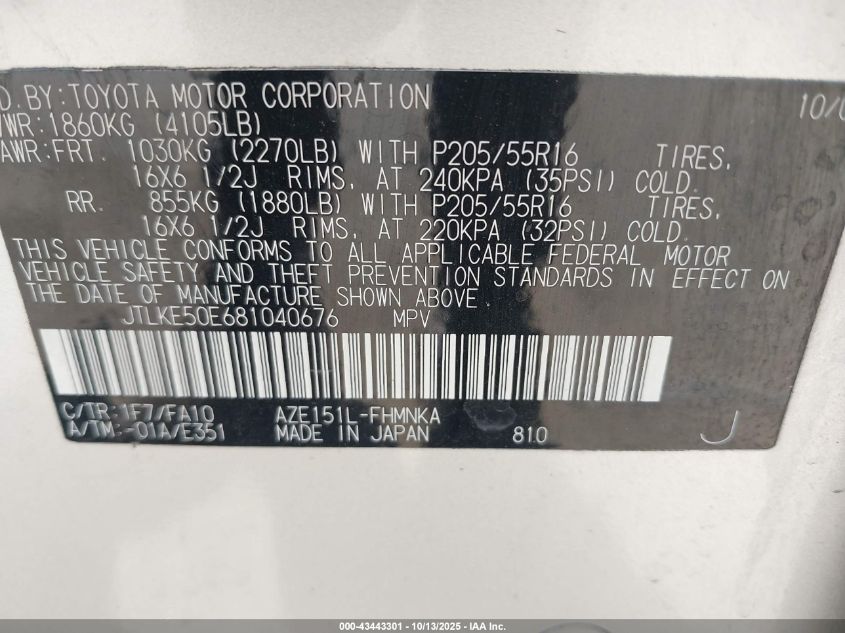 D. BY: TOYOTA MOTOR CORPORATION 10/0
VWR: 1860KG (4105LB)
AWR: FRT. 1030KG (2270LB) WITH P205/55R16 TIRES,
16X6 1/2J RIMS, AT 240KPA (35PSI) COLD.
RR. 855KG (1880LB) WITH P205/55R16 TIRES,
16X6 1/2J RIMS, AT 220KPA (32PSI) COLD.
THIS VEHICLE CONFORMS TO ALL APPLICABLE FEDERAL MOTOR
VEHICLE SAFETY AND THEFT PREVENTION STANDARDS IN EFFECT ON
THE DATE OF MANUFACTURE SHOWN ABOVE.
JTLKE50E681040676 MPV
C/TR: 1F7/FA10 AZE151L-FHMNKA
A/TM: -01A/E351 MADE IN JAPAN 810 J
000-43443301 - 10/13/2025 - IAA Inc.